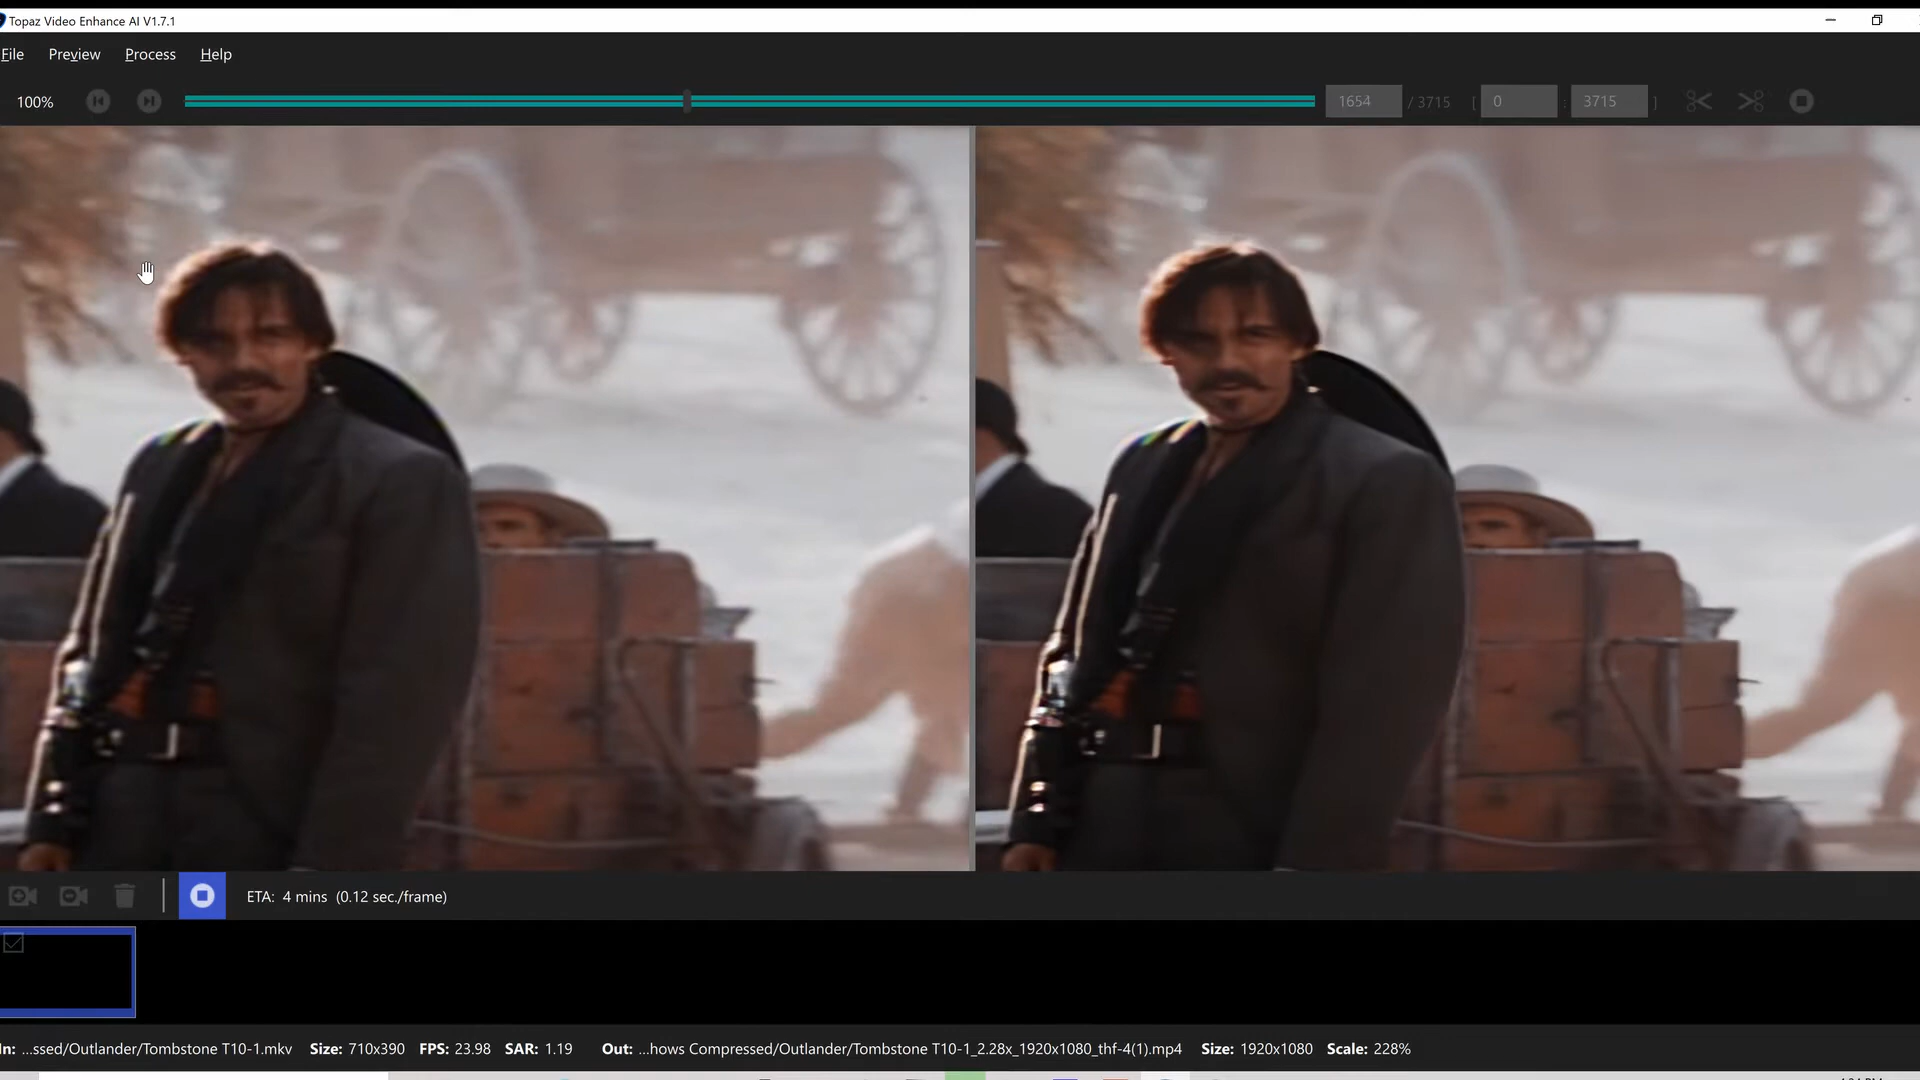 Topaz Video Enhance AI V1.7.1
File Preview Process Help
100% 1654 / 3715 [ 0 : 3715 ]
ETA: 4 mins (0.12 sec./frame)
In: ...ssed/Outlander/Tombstone T10-1.mkv Size: 710x390 FPS: 23.98 SAR: 1.19 Out: ...hows Compressed/Outlander/Tombstone T10-1_2.28x_1920x1080_thf-4(1).mp4 Size: 1920x1080 Scale: 228%